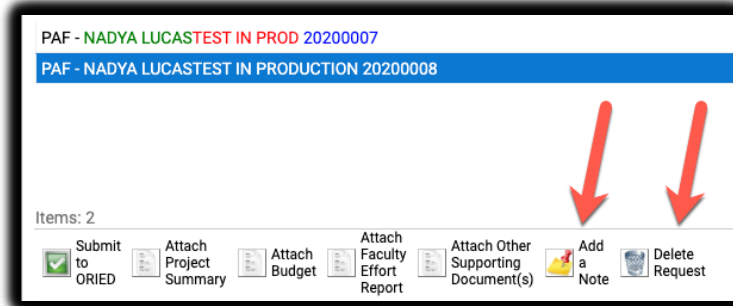 PAF - NADYA LUCASTEST IN PROD 20200007
PAF - NADYA LUCASTEST IN PRODUCTION 20200008
Items: 2
Submit
to
ORIED
Attach
Project
Summary
Attach
Budget
Attach
Faculty
Effort
Report
Attach Other
Supporting
Document(s)
Add
a
Note
Delete
Request